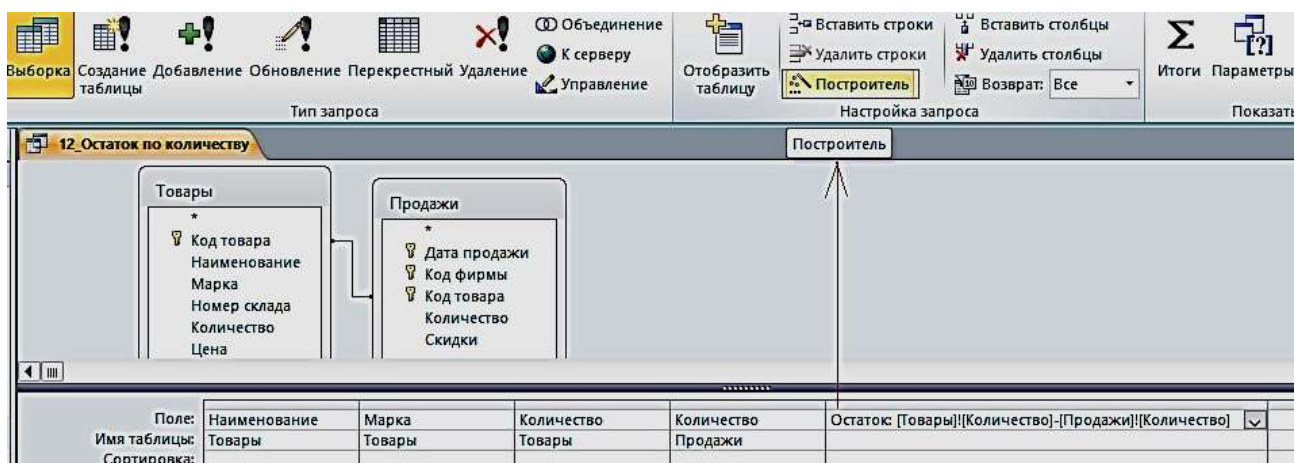 Выборка Создание таблицы Добавление Обновление Перекрестный Удаление
Объединение
К серверу
Управление
Тип запроса
Отобразить таблицу
Вставить строки
Удалить строки
Построитель
Вставить столбцы
Удалить столбцы
Возврат: Все
Настройка запроса
Итоги Параметры
Показать
12_Остаток по количеству
Построитель
Товары
*
Код товара
Наименование
Марка
Номер склада
Количество
Цена
Продажи
*
Дата продажи
Код фирмы
Код товара
Количество
Скидки
Поле: Наименование Марка Количество Количество Остаток: [Товары]![Количество]-[Продажи]![Количество]
Имя таблицы: Товары Товары Товары Продажи
Сортировка: